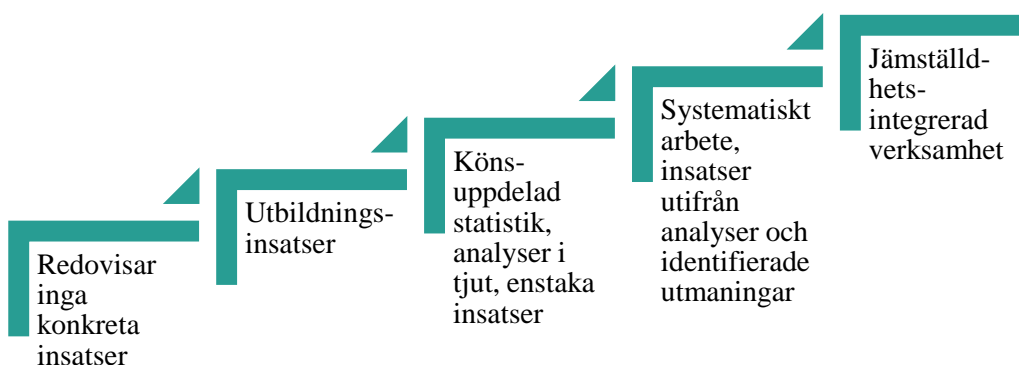 Redovisar
inga
konkreta
insatser
Utbildnings-
insatser
Köns-
uppdelad
statistik,
analyser i
tjut, enstaka
insatser
Systematiskt
arbete,
insatser
utifrån
analyser och
identifierade
utmaningar
Jämställd-
hets-
integrerad
verksamhet